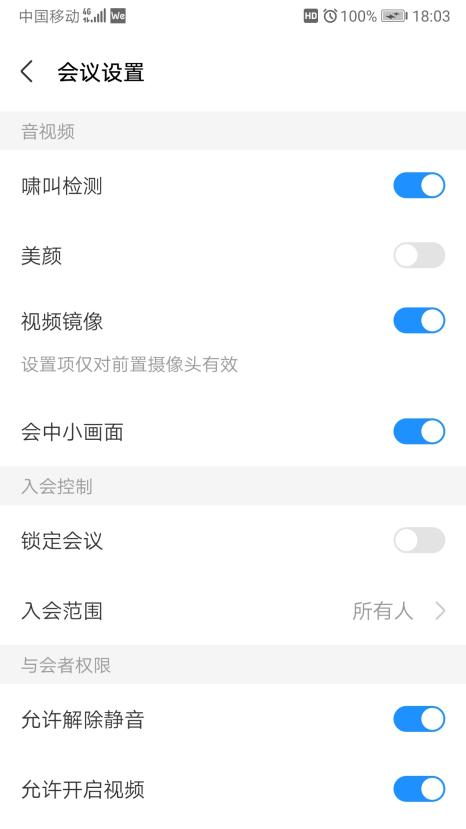 中国移动 4G We HD 100% 18:03
会议设置
音视频
啸叫检测
美颜
视频镜像
设置项仅对前置摄像头有效
会中小画面
入会控制
锁定会议
入会范围 所有人
与会者权限
允许解除静音
允许开启视频